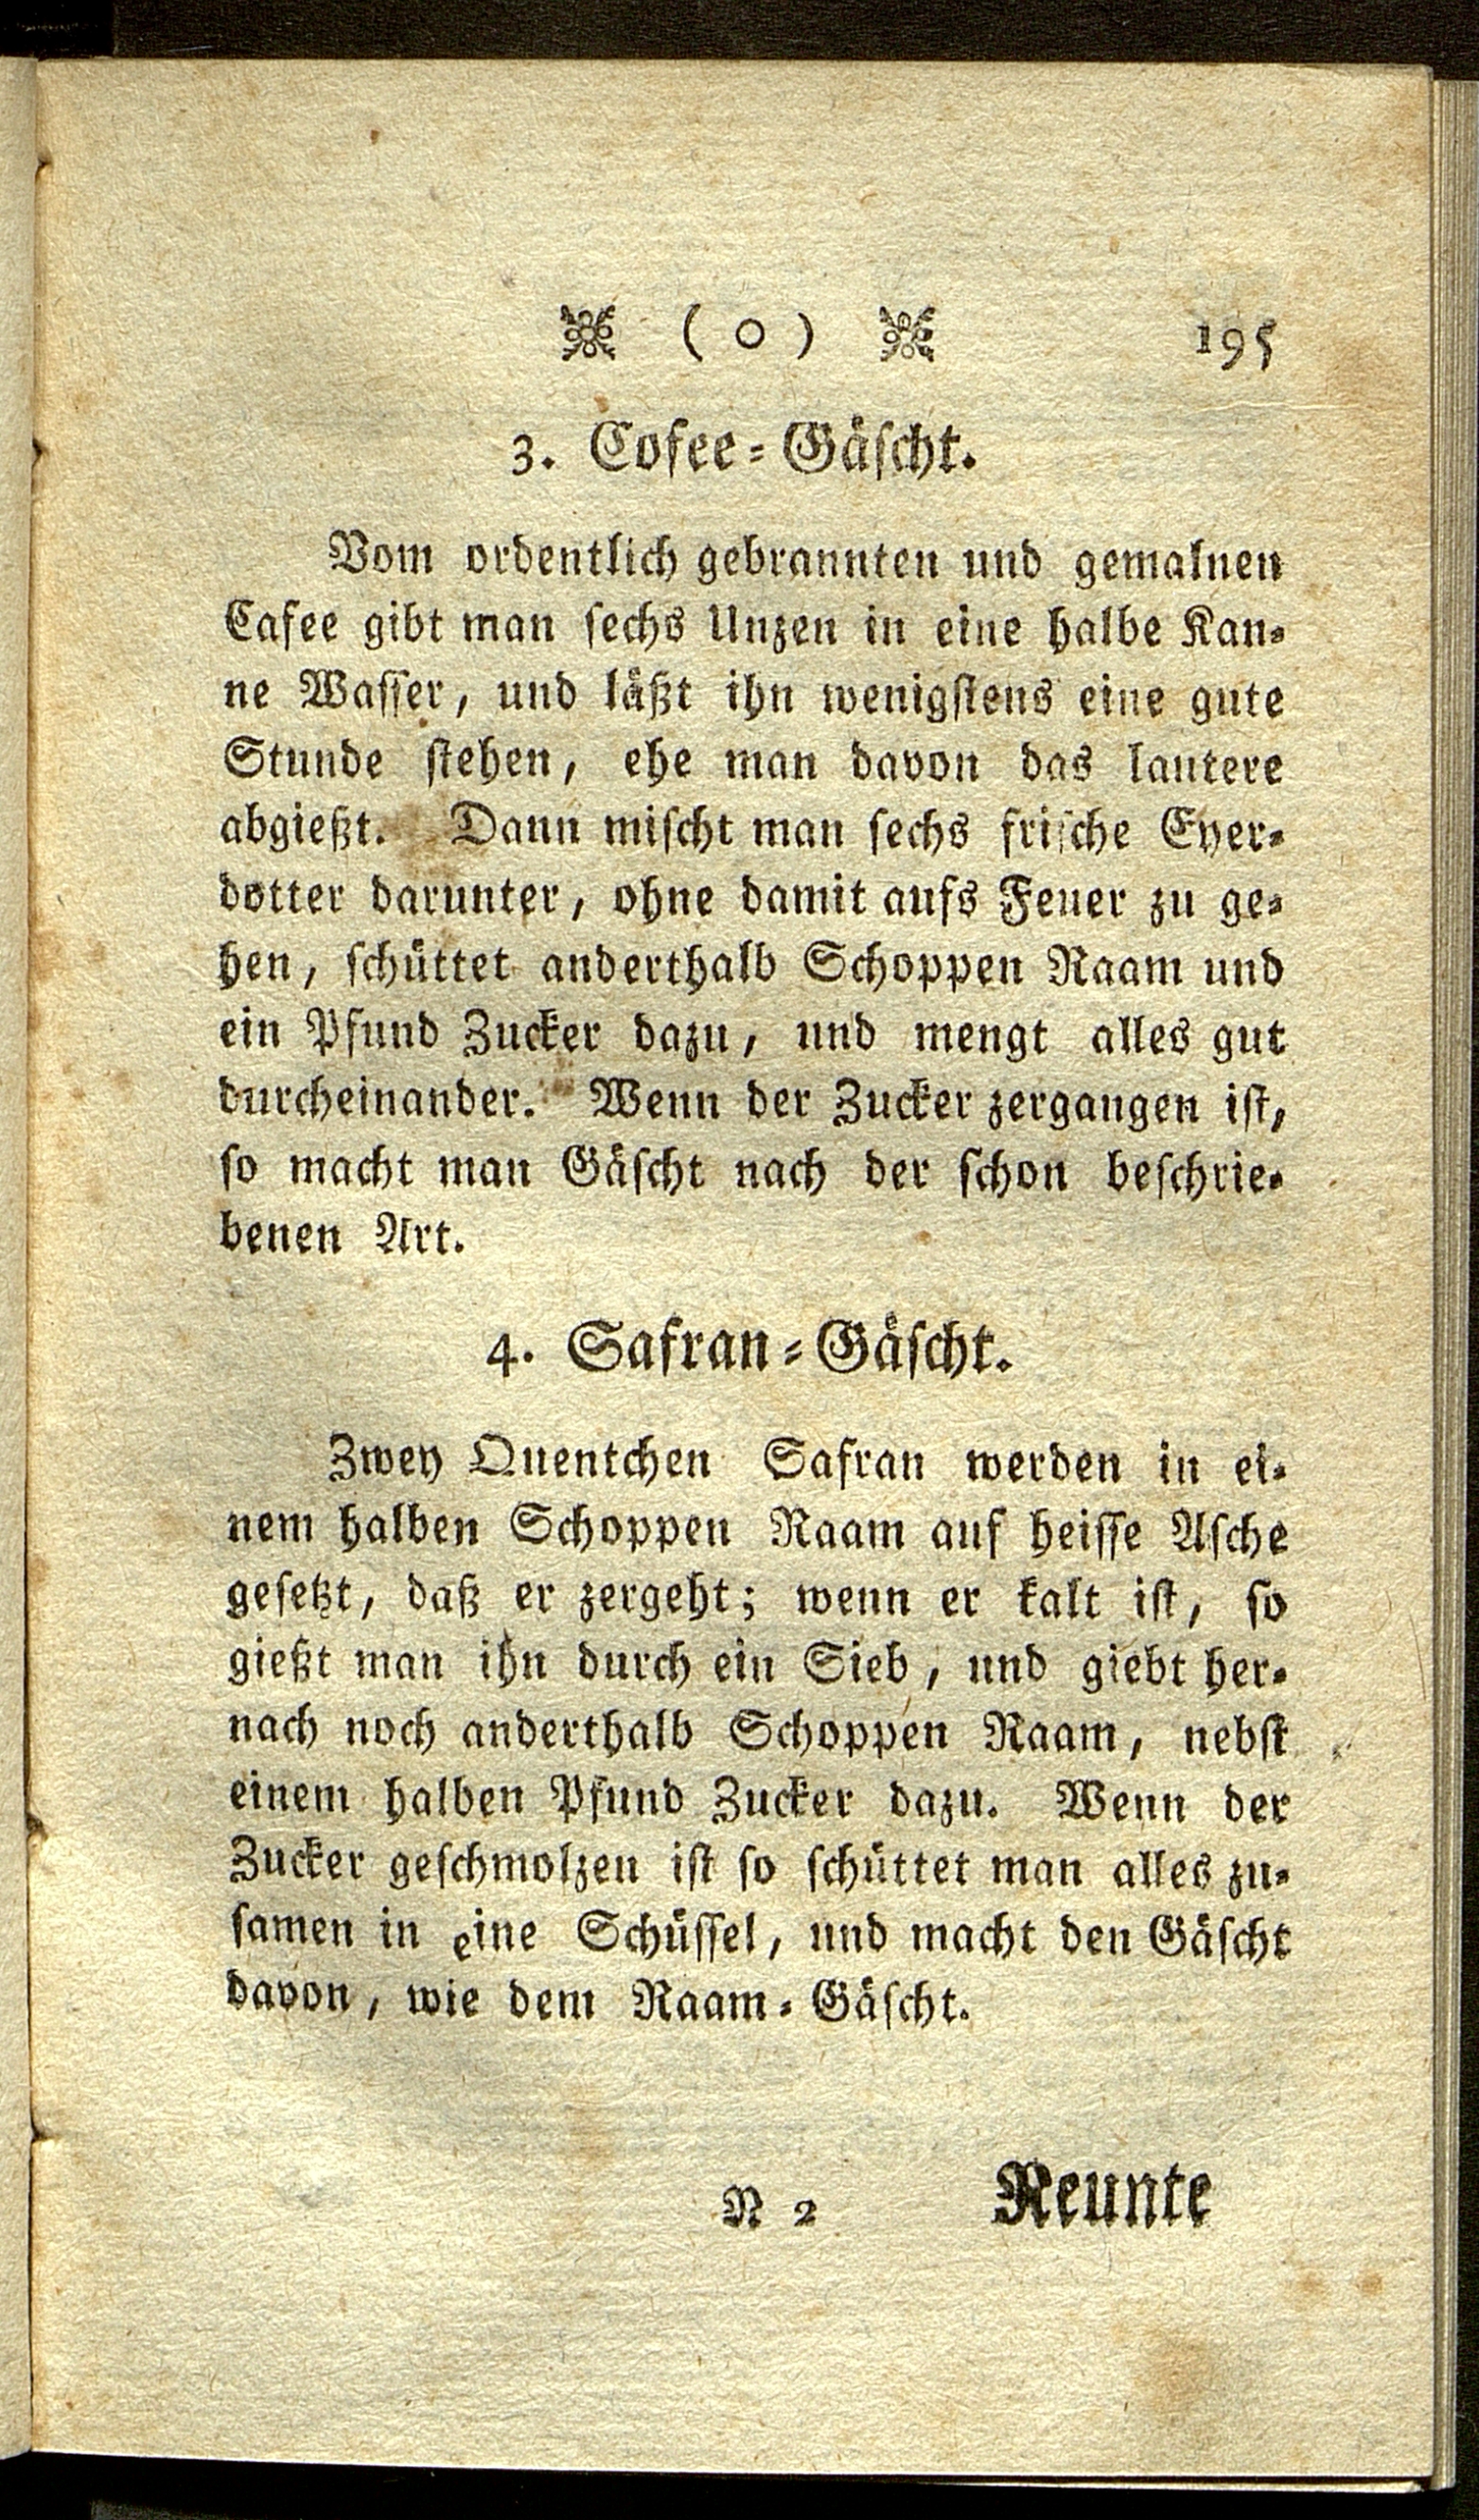 ( o ) 195
3. Cofee-Gäscht.
Vom ordentlich gebrannten und gemalnen
Cafee gibt man sechs Unzen in eine halbe Kan-
ne Wasser, und läßt ihn wenigstens eine gute
Stunde stehen, ehe man davon das lautere
abgießt. Dann mischt man sechs frische Eyer-
dotter darunter, ohne damit aufs Feuer zu ge-
hen, schüttet anderthalb Schoppen Raam und
ein Pfund Zucker dazu, und mengt alles gut
durcheinander. Wenn der Zucker zergangen ist,
so macht man Gäscht nach der schon beschrie-
benen Art.
4. Safran-Gäscht.
Zwey Quentchen Safran werden in ei-
nem halben Schoppen Raam auf heisse Asche
gesetzt, daß er zergeht; wenn er kalt ist, so
gießt man ihn durch ein Sieb, und giebt her-
nach noch anderthalb Schoppen Raam, nebst
einem halben Pfund Zucker dazu. Wenn der
Zucker geschmolzen ist so schüttet man alles zu-
samen in eine Schüssel, und macht den Gäscht
davon, wie dem Raam-Gäscht.
N 2 Neunte